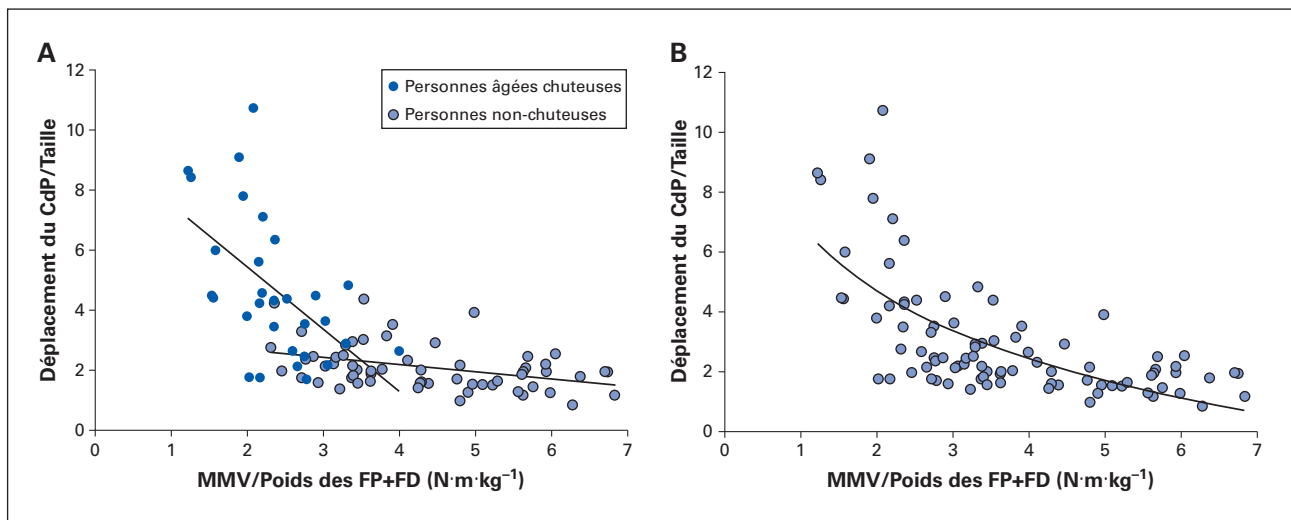 A
Déplacement du CdP/Taille
12
10
8
6
4
2
0
0 1 2 3 4 5 6 7
MMV/Poids des FP+FD (N·m·kg⁻¹)
Personnes âgées chuteuses
Personnes non-chuteuses
B
Déplacement du CdP/Taille
12
10
8
6
4
2
0
0 1 2 3 4 5 6 7
MMV/Poids des FP+FD (N·m·kg⁻¹)